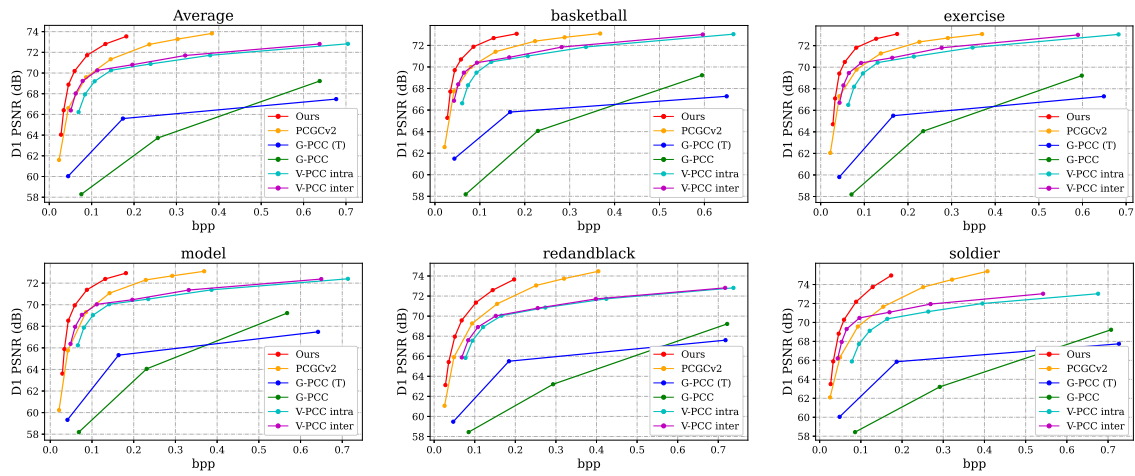 Average
D1 PSNR (dB)
74
72
70
68
66
64
62
60
58
0.0 0.1 0.2 0.3 0.4 0.5 0.6 0.7
bpp
Ours
PCGCv2
G-PCC (T)
G-PCC
V-PCC intra
V-PCC inter
basketball
D1 PSNR (dB)
74
72
70
68
66
64
62
60
58
0.0 0.1 0.2 0.3 0.4 0.5 0.6
bpp
Ours
PCGCv2
G-PCC (T)
G-PCC
V-PCC intra
V-PCC inter
exercise
D1 PSNR (dB)
74
72
70
68
66
64
62
60
58
0.0 0.1 0.2 0.3 0.4 0.5 0.6 0.7
bpp
Ours
PCGCv2
G-PCC (T)
G-PCC
V-PCC intra
V-PCC inter
model
D1 PSNR (dB)
72
70
68
66
64
62
60
58
0.0 0.1 0.2 0.3 0.4 0.5 0.6 0.7
bpp
Ours
PCGCv2
G-PCC (T)
G-PCC
V-PCC intra
V-PCC inter
redandblack
D1 PSNR (dB)
74
72
70
68
66
64
62
60
58
0.0 0.1 0.2 0.3 0.4 0.5 0.6 0.7
bpp
Ours
PCGCv2
G-PCC (T)
G-PCC
V-PCC intra
V-PCC inter
soldier
D1 PSNR (dB)
74
72
70
68
66
64
62
60
58
0.0 0.1 0.2 0.3 0.4 0.5 0.6 0.7
bpp
Ours
PCGCv2
G-PCC (T)
G-PCC
V-PCC intra
V-PCC inter